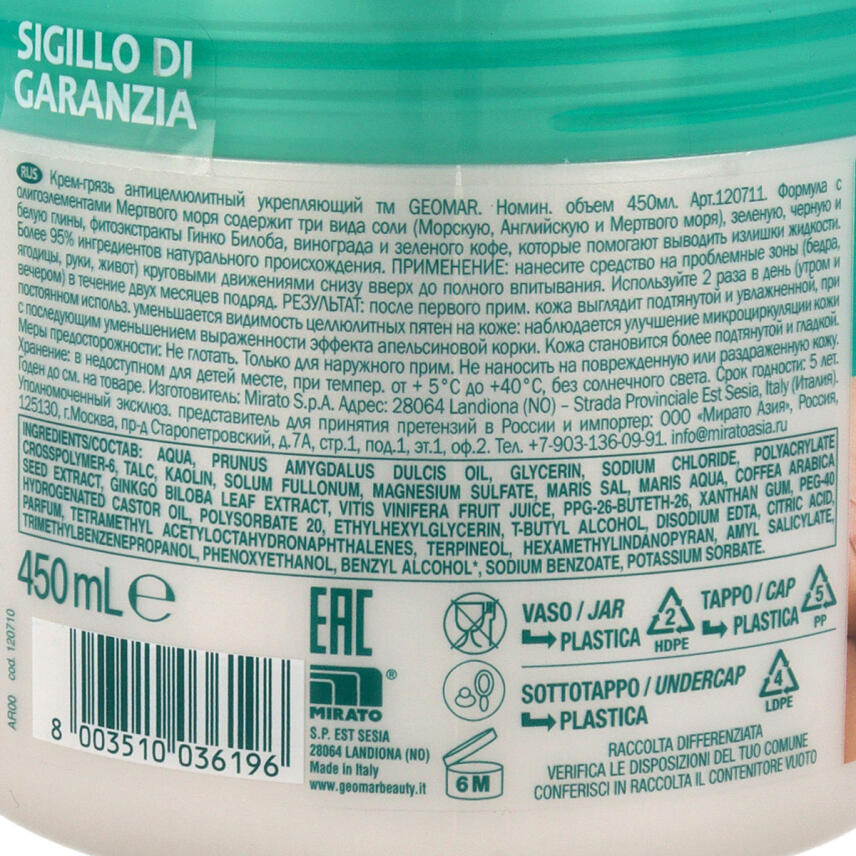 SIGILLO DI
GARANZIA
RUS Крем-грязь антицеллюлитный укрепляющий тм GEOMAR. Номин. объем 450мл. Арт.120711. Формула с
олигоэлементами Мертвого моря содержит три вида соли (Морскую, Английскую и Мертвого моря), зеленую, черную и
белую глины, фитоэкстракты Гинко Билоба, винограда и зеленого кофе, которые помогают выводить излишки жидкости.
Более 95% ингредиентов натурального происхождения. ПРИМЕНЕНИЕ: нанесите средство на проблемные зоны (бедра,
ягодицы, руки, живот) круговыми движениями снизу вверх до полного впитывания. Используйте 2 раза в день (утром и
вечером) в течение двух месяцев подряд. РЕЗУЛЬТАТ: после первого прим. кожа выглядит подтянутой и увлажненной, при
постоянном использ. уменьшается видимость целлюлитных пятен на коже: наблюдается улучшение микроциркуляции кожи
с последующим уменьшением выраженности эффекта апельсиновой корки. Кожа становится более подтянутой и гладкой.
Меры предосторожности: Не глотать. Только для наружного прим. Не наносить на поврежденную или раздраженную кожу.
Хранение: в недоступном для детей месте, при темпер. от + 5°C до +40°C, без солнечного света. Срок годности: 5 лет.
Годен до см. на товаре. Изготовитель: Mirato S.p.A. Адрес: 28064 Landiona (NO) – Strada Provinciale Est Sesia, Italy (Италия).
Уполномоченный эксклюз. представитель для принятия претензий в России и импортер: ООО «Мирато Азия», Россия,
125130, г.Москва, пр-д Старопетровский, д.7А, стр.1, под.1, эт.1, оф.2. Тел. +7-903-136-09-91. info@miratoasia.ru
INGREDIENTS/СОСТАВ: AQUA, PRUNUS AMYGDALUS DULCIS OIL, GLYCERIN, SODIUM CHLORIDE, POLYACRYLATE
CROSSPOLYMER-6, TALC, KAOLIN, SOLUM FULLONUM, MAGNESIUM SULFATE, MARIS SAL, MARIS AQUA, COFFEA ARABICA
SEED EXTRACT, GINKGO BILOBA LEAF EXTRACT, VITIS VINIFERA FRUIT JUICE, PPG-26-BUTETH-26, XANTHAN GUM, PEG-40
HYDROGENATED CASTOR OIL, POLYSORBATE 20, ETHYLHEXYLGLYCERIN, T-BUTYL ALCOHOL, DISODIUM EDTA, CITRIC ACID,
PARFUM, TETRAMETHYL ACETYLOCTAHYDRONAPHTHALENES, TERPINEOL, HEXAMETHYLINDANOPYRAN, AMYL SALICYLATE,
TRIMETHYLBENZENEPROPANOL, PHENOXYETHANOL, BENZYL ALCOHOL*, SODIUM BENZOATE, POTASSIUM SORBATE.
450 mL ℮
AR00 cod. 120710
8 003510 036196
EAC
MIRATO®
S.P. EST SESIA
28064 LANDIONA (NO)
Made in Italy
www.geomarbeauty.it
6 M
VASO / JAR
PLASTICA
2
HDPE
TAPPO / CAP
PLASTICA
5
PP
SOTTOTAPPO / UNDERCAP
PLASTICA
4
LDPE
RACCOLTA DIFFERENZIATA
VERIFICA LE DISPOSIZIONI DEL TUO COMUNE
CONFERISCI IN RACCOLTA IL CONTENITORE VUOTO